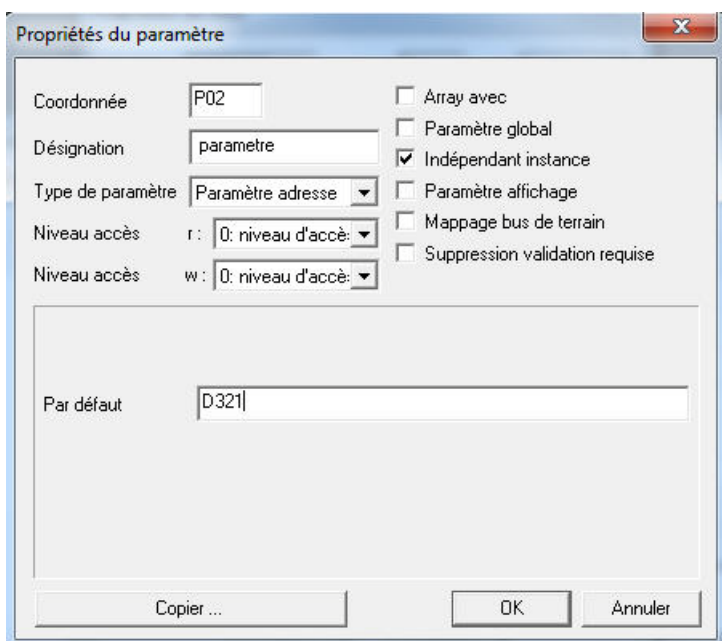 Propriétés du paramètre
Coordonnée P02
Désignation parametre
Type de paramètre Paramètre adresse
Niveau accès r : 0: niveau d'accè:
Niveau accès w : 0: niveau d'accè:
Array avec
Paramètre global
Indépendant instance
Paramètre affichage
Mappage bus de terrain
Suppression validation requise
Par défaut D321
Copier ... OK Annuler